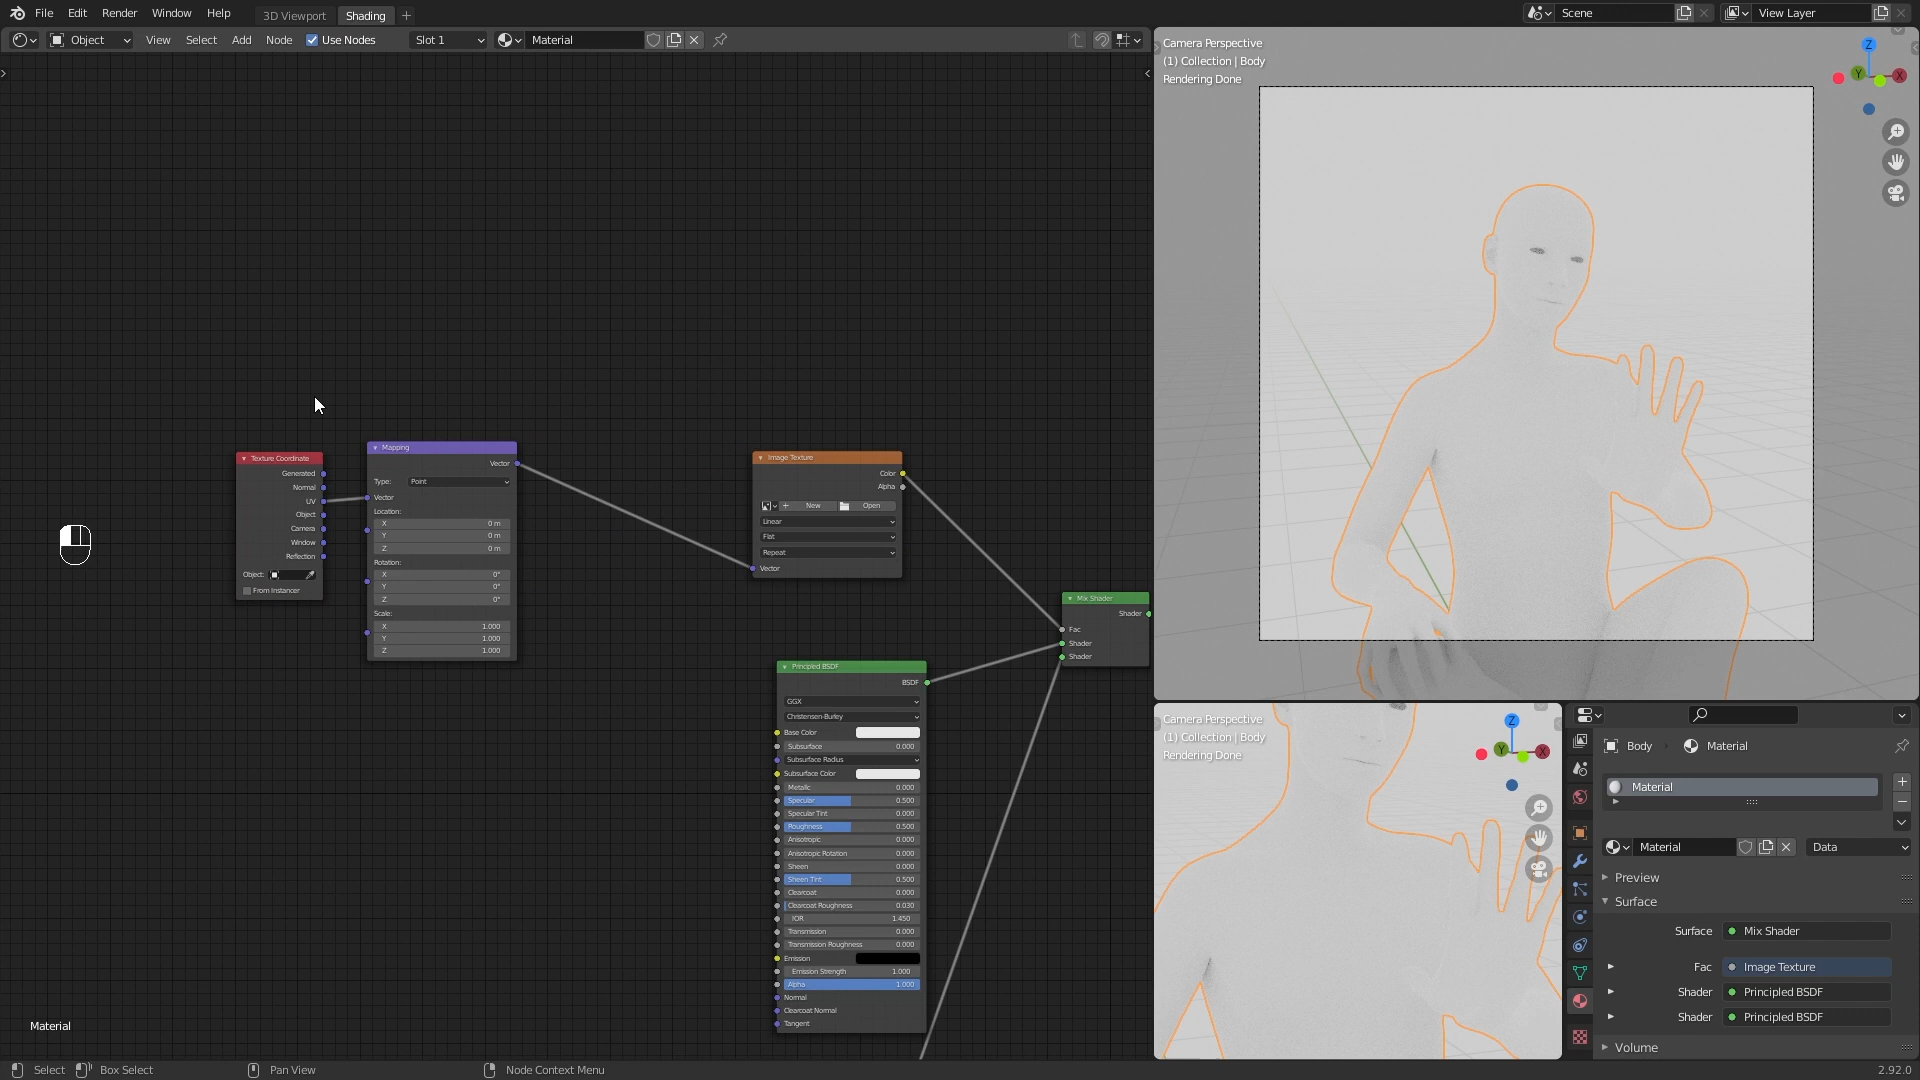 File Edit Render Window Help 3D Viewport Shading + Scene View Layer
Object View Select Add Node Use Nodes Slot 1 Material
Camera Perspective
(1) Collection | Body
Rendering Done
Z
Y
X
Texture Coordinate
Generated
Normal
UV
Object
Camera
Window
Reflection
Object:
From Instancer
Mapping
Vector
Type: Point
Vector
Location:
X 0 m
Y 0 m
Z 0 m
Rotation:
X 0°
Y 0°
Z 0°
Scale:
X 1.000
Y 1.000
Z 1.000
Image Texture
Color
Alpha
+ New Open
Linear
Flat
Repeat
Vector
Mix Shader
Shader
Fac
Shader
Shader
Principled BSDF
BSDF
GGX
Christensen-Burley
Base Color
Subsurface 0.000
Subsurface Radius
Subsurface Color
Metallic 0.000
Specular 0.500
Specular Tint 0.000
Roughness 0.500
Anisotropic 0.000
Anisotropic Rotation 0.000
Sheen 0.000
Sheen Tint 0.500
Clearcoat 0.000
Clearcoat Roughness 0.030
IOR 1.450
Transmission 0.000
Transmission Roughness 0.000
Emission
Emission Strength 1.000
Alpha 1.000
Normal
Clearcoat Normal
Tangent
Material
Camera Perspective
(1) Collection | Body
Rendering Done
Z
Y
X
Body Material
Material
Material Data
Preview
Surface
Surface Mix Shader
Fac Image Texture
Shader Principled BSDF
Shader Principled BSDF
Volume
Select Box Select Pan View Node Context Menu 2.92.0